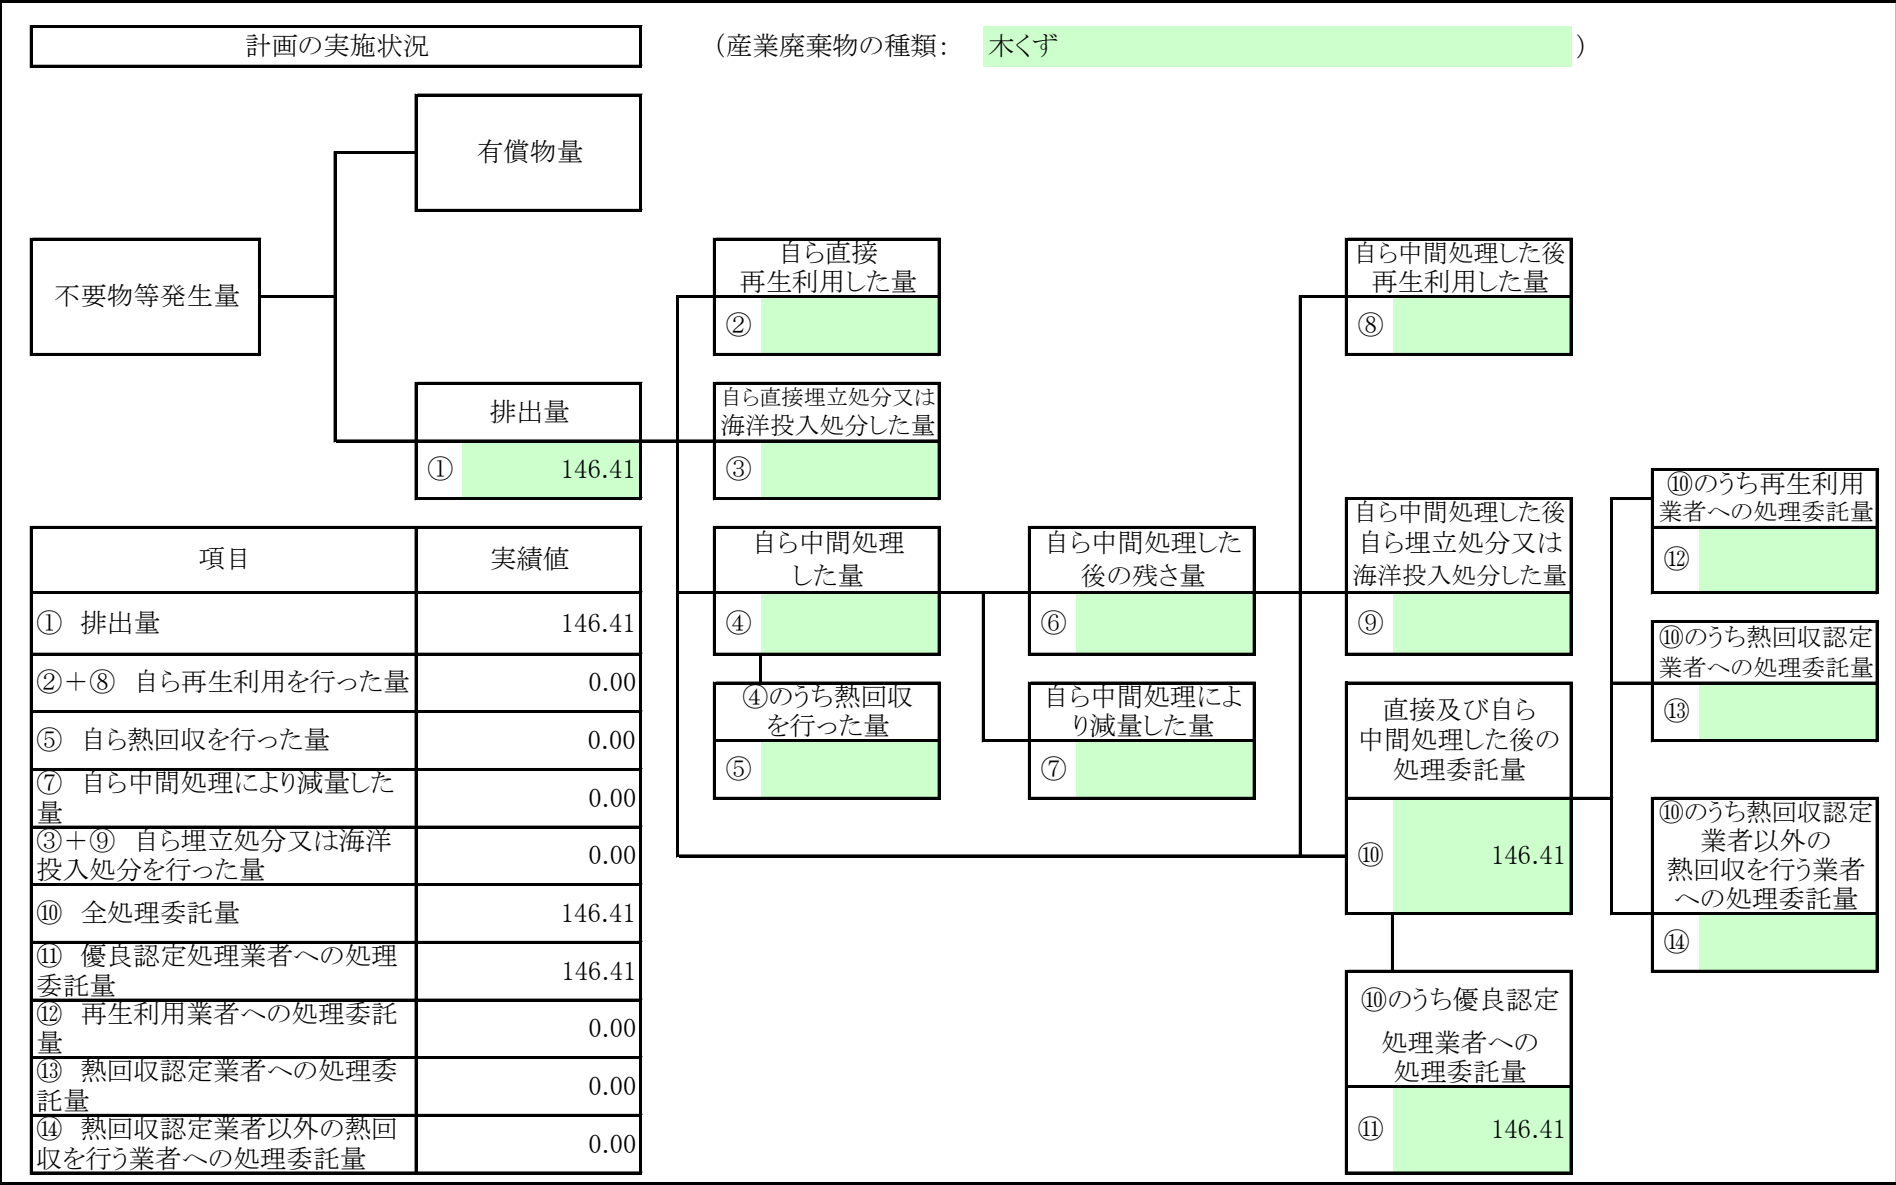 計画の実施状況
（産業廃棄物の種類： 木くず ）
有償物量
不要物等発生量
排出量
① 146.41
自ら直接
再生利用した量
②
自ら直接埋立処分又は
海洋投入処分した量
③
自ら中間処理
した量
④
④のうち熱回収
を行った量
⑤
自ら中間処理した
後の残さ量
⑥
自ら中間処理によ
り減量した量
⑦
自ら中間処理した後
再生利用した量
⑧
自ら中間処理した後
自ら埋立処分又は
海洋投入処分した量
⑨
直接及び自ら
中間処理した後の
処理委託量
⑩ 146.41
⑩のうち優良認定
処理業者への
処理委託量
⑪ 146.41
⑩のうち再生利用
業者への処理委託量
⑫
⑩のうち熱回収認定
業者への処理委託量
⑬
⑩のうち熱回収認定
業者以外の
熱回収を行う業者
への処理委託量
⑭
項目 実績値
① 排出量 146.41
②＋⑧ 自ら再生利用を行った量 0.00
⑤ 自ら熱回収を行った量 0.00
⑦ 自ら中間処理により減量した
量 0.00
③＋⑨ 自ら埋立処分又は海洋
投入処分を行った量 0.00
⑩ 全処理委託量 146.41
⑪ 優良認定処理業者への処理
委託量 146.41
⑫ 再生利用業者への処理委託
量 0.00
⑬ 熱回収認定業者への処理委
託量 0.00
⑭ 熱回収認定業者以外の熱回
収を行う業者への処理委託量 0.00